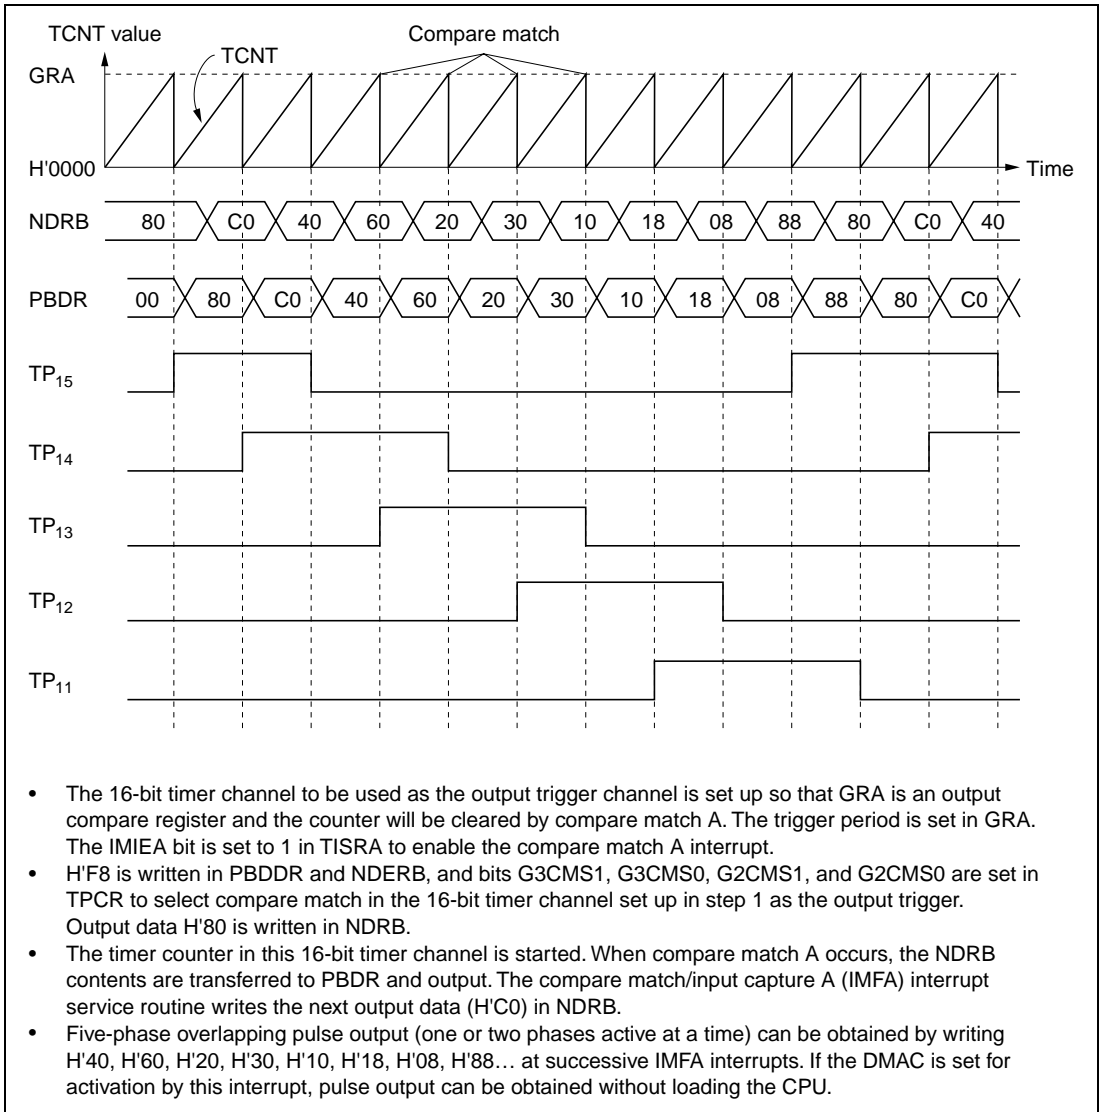 TCNT value
Compare match
TCNT
GRA
H'0000
Time
NDRB 80 C0 40 60 20 30 10 18 08 88 80 C0 40
PBDR 00 80 C0 40 60 20 30 10 18 08 88 80 C0
TP15
TP14
TP13
TP12
TP11
• The 16-bit timer channel to be used as the output trigger channel is set up so that GRA is an output
compare register and the counter will be cleared by compare match A. The trigger period is set in GRA.
The IMIEA bit is set to 1 in TISRA to enable the compare match A interrupt.
• H'F8 is written in PBDDR and NDERB, and bits G3CMS1, G3CMS0, G2CMS1, and G2CMS0 are set in
TPCR to select compare match in the 16-bit timer channel set up in step 1 as the output trigger.
Output data H'80 is written in NDRB.
• The timer counter in this 16-bit timer channel is started. When compare match A occurs, the NDRB
contents are transferred to PBDR and output. The compare match/input capture A (IMFA) interrupt
service routine writes the next output data (H'C0) in NDRB.
• Five-phase overlapping pulse output (one or two phases active at a time) can be obtained by writing
H'40, H'60, H'20, H'30, H'10, H'18, H'08, H'88… at successive IMFA interrupts. If the DMAC is set for
activation by this interrupt, pulse output can be obtained without loading the CPU.